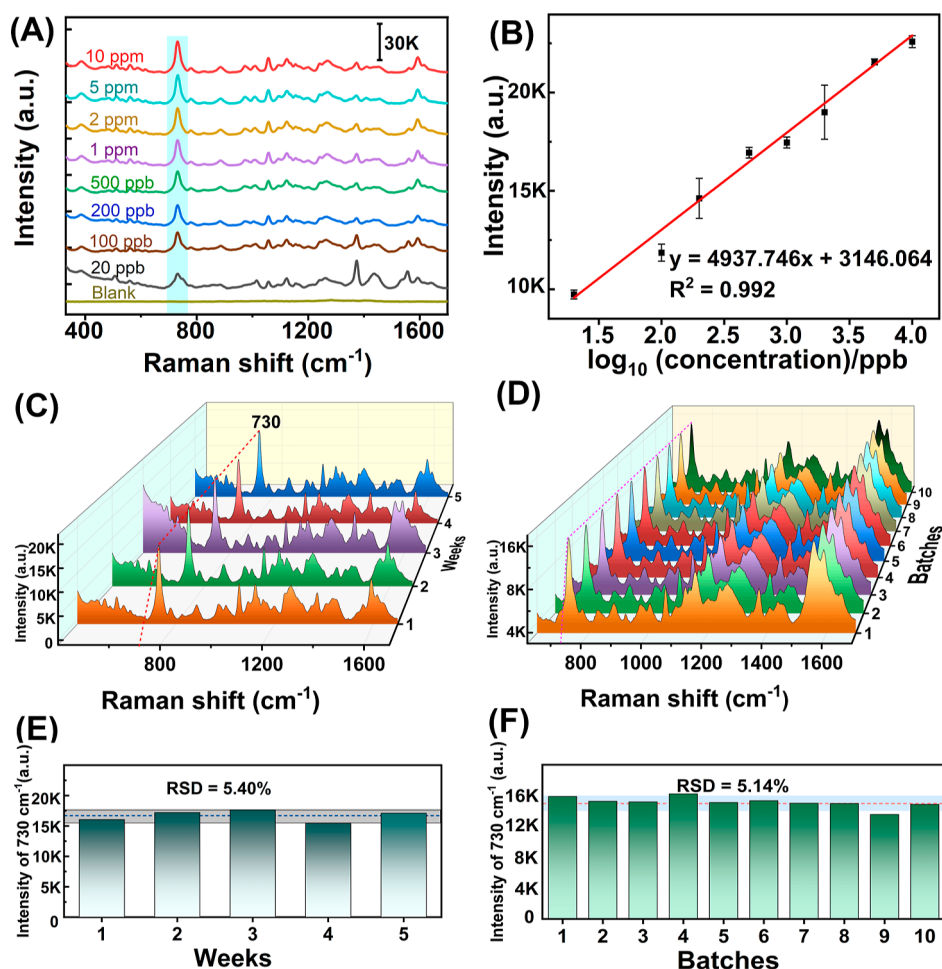 (A)
30K
10 ppm
5 ppm
2 ppm
1 ppm
500 ppb
200 ppb
100 ppb
20 ppb
Blank
Intensity (a.u.)
400 800 1200 1600
Raman shift (cm⁻¹)
(B)
20K
15K
10K
Intensity (a.u.)
y = 4937.746x + 3146.064
R² = 0.992
1.5 2.0 2.5 3.0 3.5 4.0
log₁₀ (concentration)/ppb
(C)
730
20K
15K
10K
5K
0
Intensity (a.u.)
5
4
3
2
1
Weeks
800 1200 1600
Raman shift (cm⁻¹)
(D)
16K
8K
4K
Intensity (a.u.)
10
9
8
7
6
5
4
3
2
1
Batches
800 1000 1200 1400 1600
Raman shift (cm⁻¹)
(E)
RSD = 5.40%
20K
15K
10K
5K
0
Intensity of 730 cm⁻¹(a.u.)
1 2 3 4 5
Weeks
(F)
RSD = 5.14%
16K
12K
8K
4K
0
Intensity of 730 cm⁻¹(a.u.)
1 2 3 4 5 6 7 8 9 10
Batches